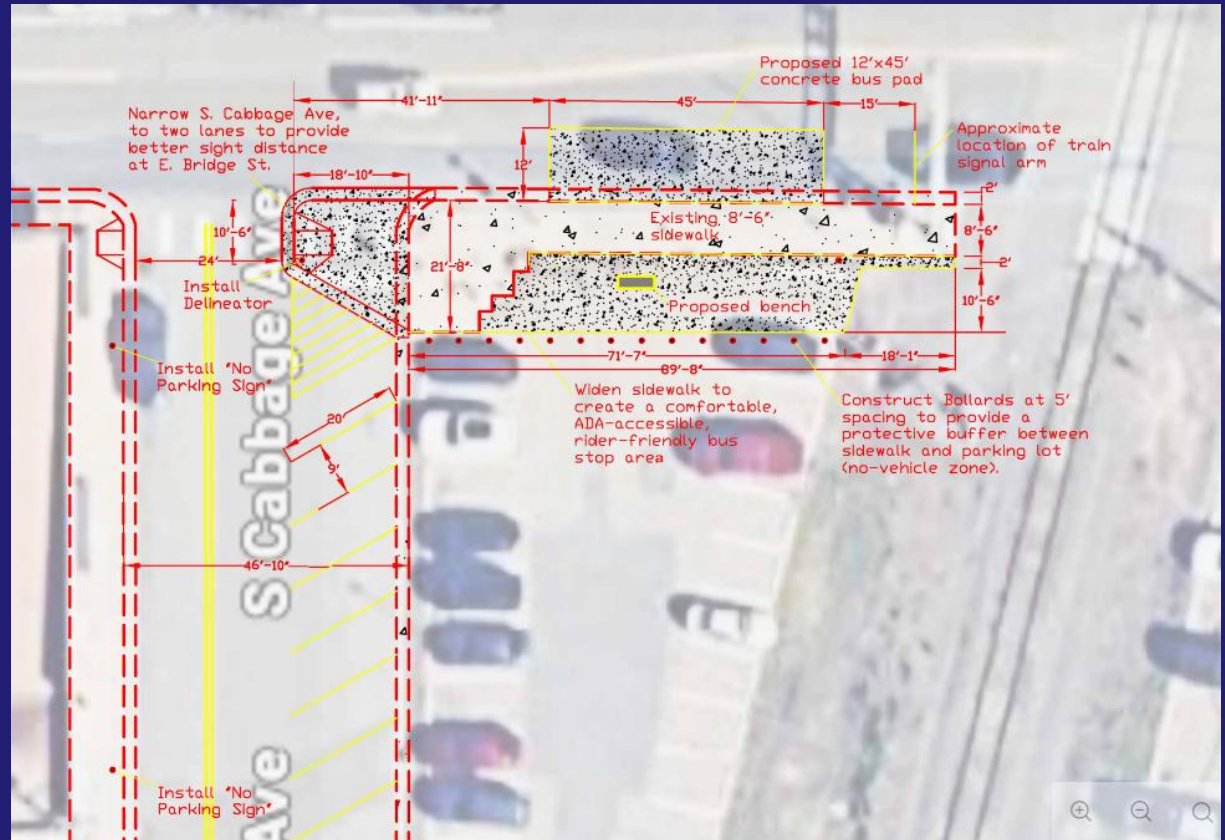 Proposed 12'x45'
concrete bus pad
41'-11"
45'
15'
Narrow S. Cabbage Ave,
to two lanes to provide
better sight distance
at E. Bridge St.
Approximate
location of train
signal arm
12'
18'-10"
2'
Existing 8'-6"
sidewalk
8'-6"
10'-6"
24'
21'-8"
2'
Install
Delineator
Proposed bench
10'-6"
71'-7"
18'-1"
89'-8"
Install "No
Parking Sign"
Widen sidewalk to
create a comfortable,
ADA-accessible,
rider-friendly bus
stop area
Construct Bollards at 5'
spacing to provide a
protective buffer between
sidewalk and parking lot
(no-vehicle zone).
20'
9'
S Cabbage Ave
46'-10"
Install "No
Parking Sign"
Ave